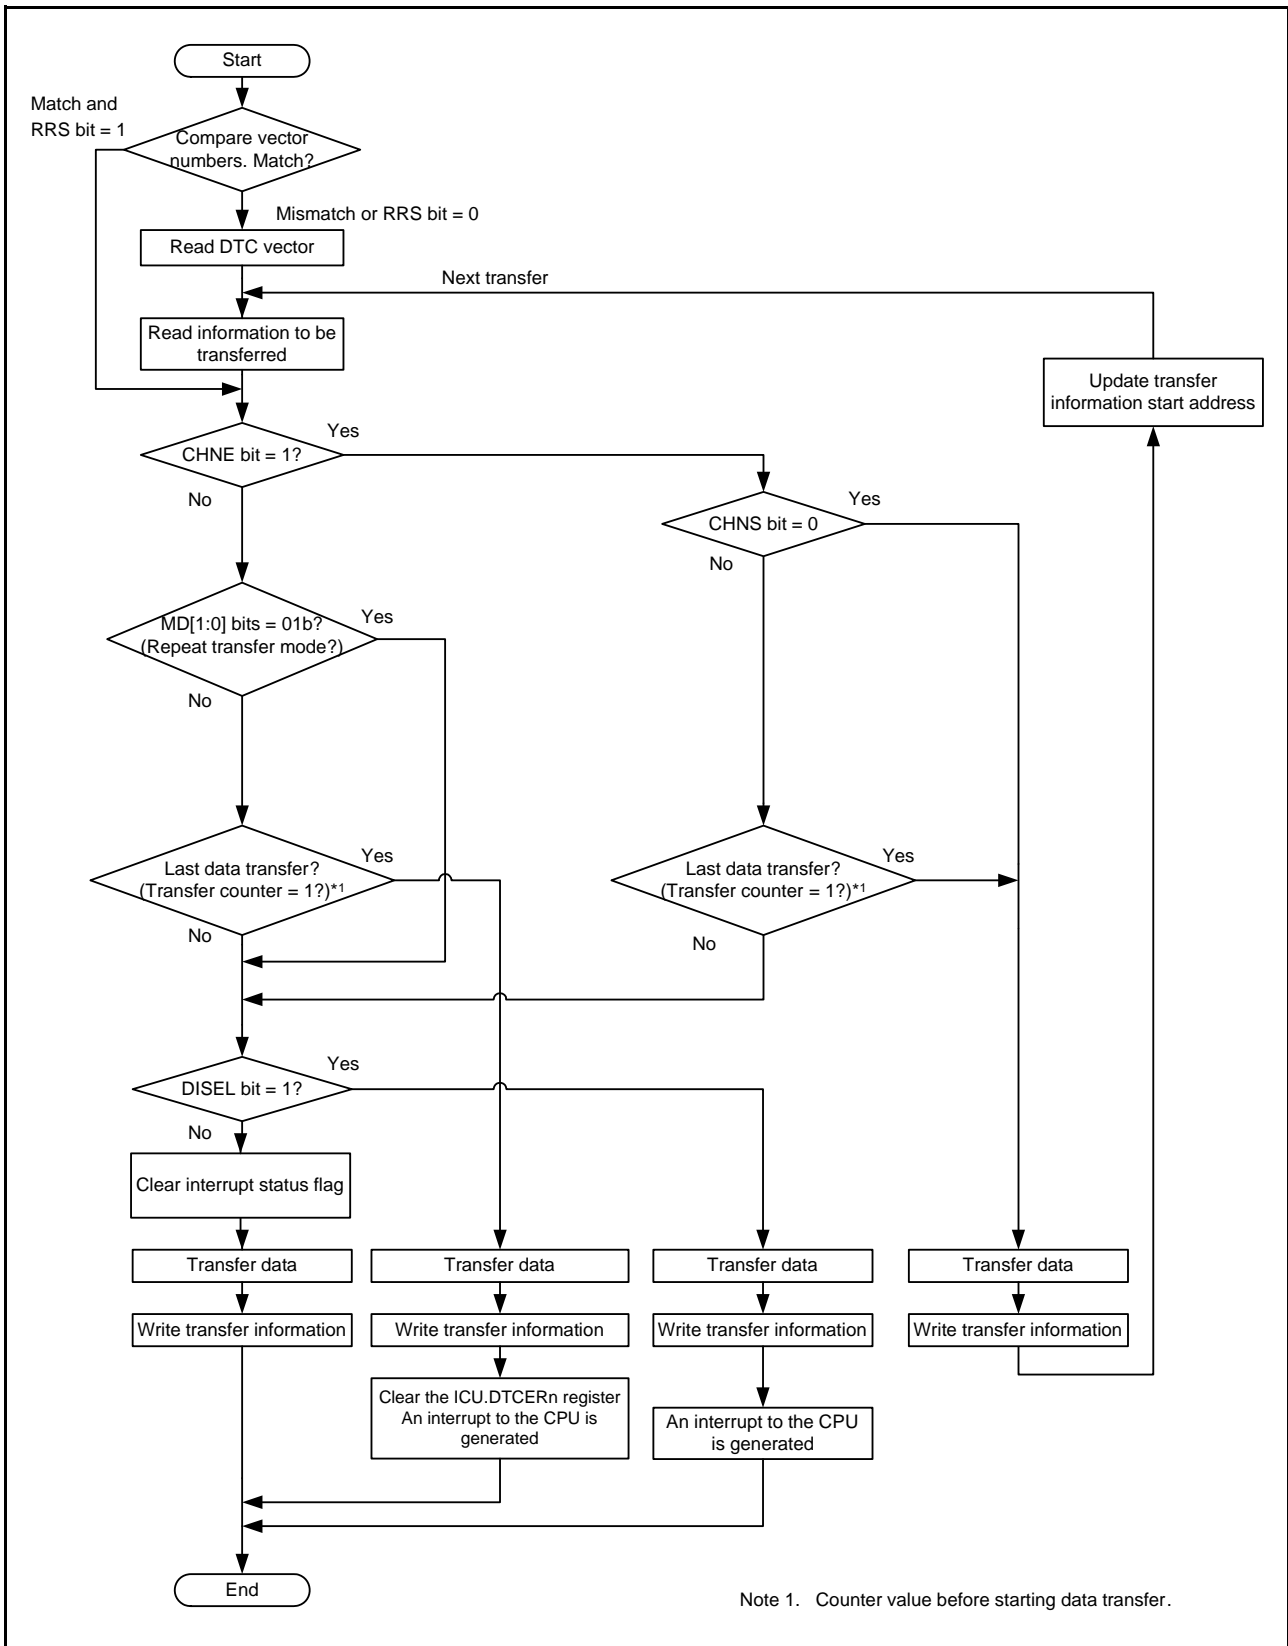 Start
Match and
RRS bit = 1
Compare vector
numbers. Match?
Mismatch or RRS bit = 0
Read DTC vector
Next transfer
Read information to be
transferred
Update transfer
information start address
Yes
CHNE bit = 1?
No
Yes
CHNS bit = 0
No
MD[1:0] bits = 01b?
(Repeat transfer mode?)
Yes
No
Last data transfer?
(Transfer counter = 1?)*1
Yes
No
Last data transfer?
(Transfer counter = 1?)*1
Yes
No
Yes
DISEL bit = 1?
No
Clear interrupt status flag
Transfer data
Transfer data
Transfer data
Transfer data
Write transfer information
Write transfer information
Write transfer information
Write transfer information
Clear the ICU.DTCERn register
An interrupt to the CPU is
generated
An interrupt to the CPU
is generated
End
Note 1. Counter value before starting data transfer.